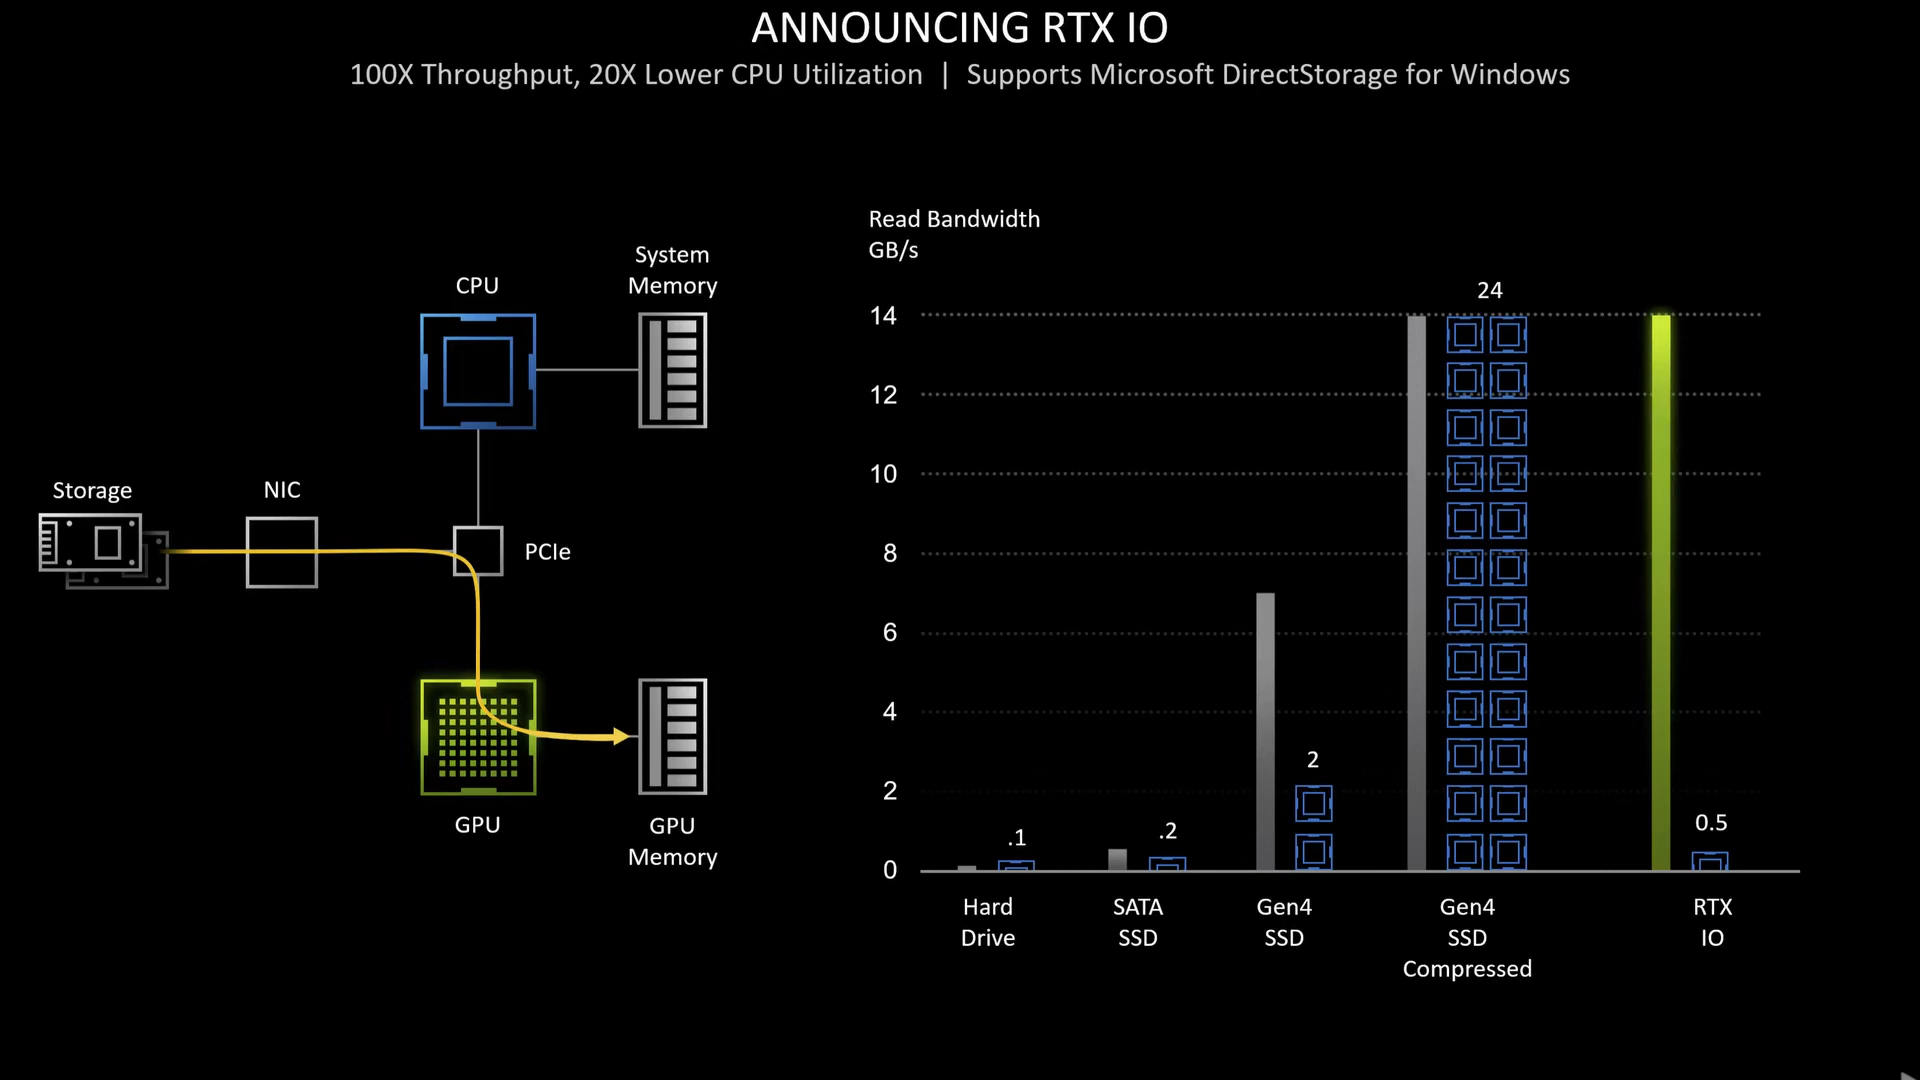 ANNOUNCING RTX IO
100X Throughput, 20X Lower CPU Utilization | Supports Microsoft DirectStorage for Windows
CPU
System
Memory
Storage
NIC
PCIe
GPU
GPU
Memory
Read Bandwidth
GB/s
14
12
10
8
6
4
2
0
.1
.2
2
24
0.5
Hard
Drive
SATA
SSD
Gen4
SSD
Gen4
SSD
Compressed
RTX
IO